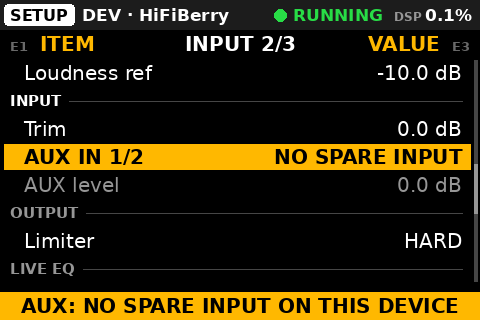 SETUP DEV · HiFiBerry RUNNING DSP 0.1%
E1 ITEM INPUT 2/3 VALUE E3
Loudness ref -10.0 dB
INPUT
Trim 0.0 dB
AUX IN 1/2 NO SPARE INPUT
AUX level 0.0 dB
OUTPUT
Limiter HARD
LIVE EQ
AUX: NO SPARE INPUT ON THIS DEVICE